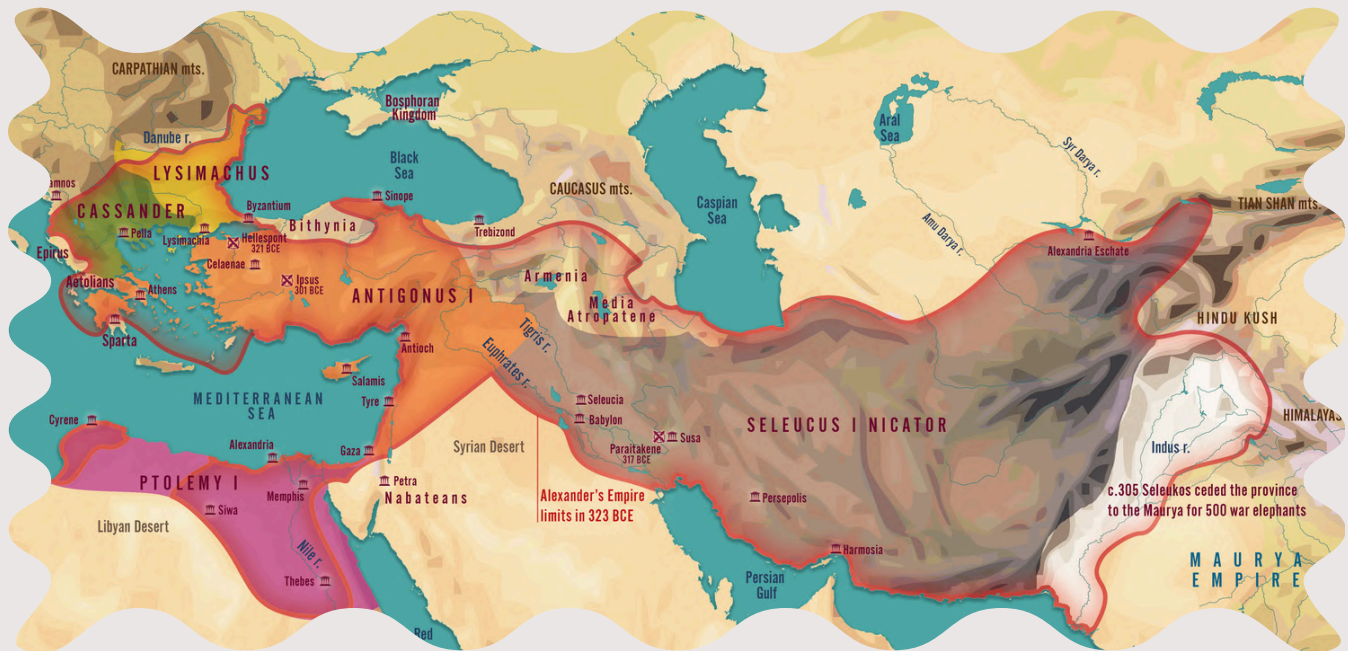 CARPATHIAN mts.
Danube r.
LYSIMACHUS
CASSANDER
Pella
Lysimachia
Byzantium
Hellespont
321 BCE
Celaenae
Ipsus
301 BCE
Epirus
Aetolians
Athens
Sparta
Bosphoran
Kingdom
Black
Sea
Sinope
Bithynia
Trebizond
CAUCASUS mts.
Caspian
Sea
Aral
Sea
Syr Darya r.
Amu Darya r.
TIAN SHAN mts.
Alexandria Eschate
HINDU KUSH
HIMALAYAS
Armenia
Media
Atropatene
ANTIGONUS I
Tigris r.
Euphrates r.
Antioch
Salamis
Tyre
MEDITERRANEAN
SEA
Cyrene
Alexandria
Gaza
PTOLEMY I
Memphis
Siwa
Libyan Desert
Nile r.
Thebes
Petra
Nabateans
Syrian Desert
Red
Seleucia
Babylon
Susa
Paraitakene
317 BCE
SELEUCUS I NICATOR
Alexander's Empire
limits in 323 BCE
Persepolis
Harmosia
Persian
Gulf
Indus r.
c.305 Seleukos ceded the province
to the Maurya for 500 war elephants
MAURYA
EMPIRE